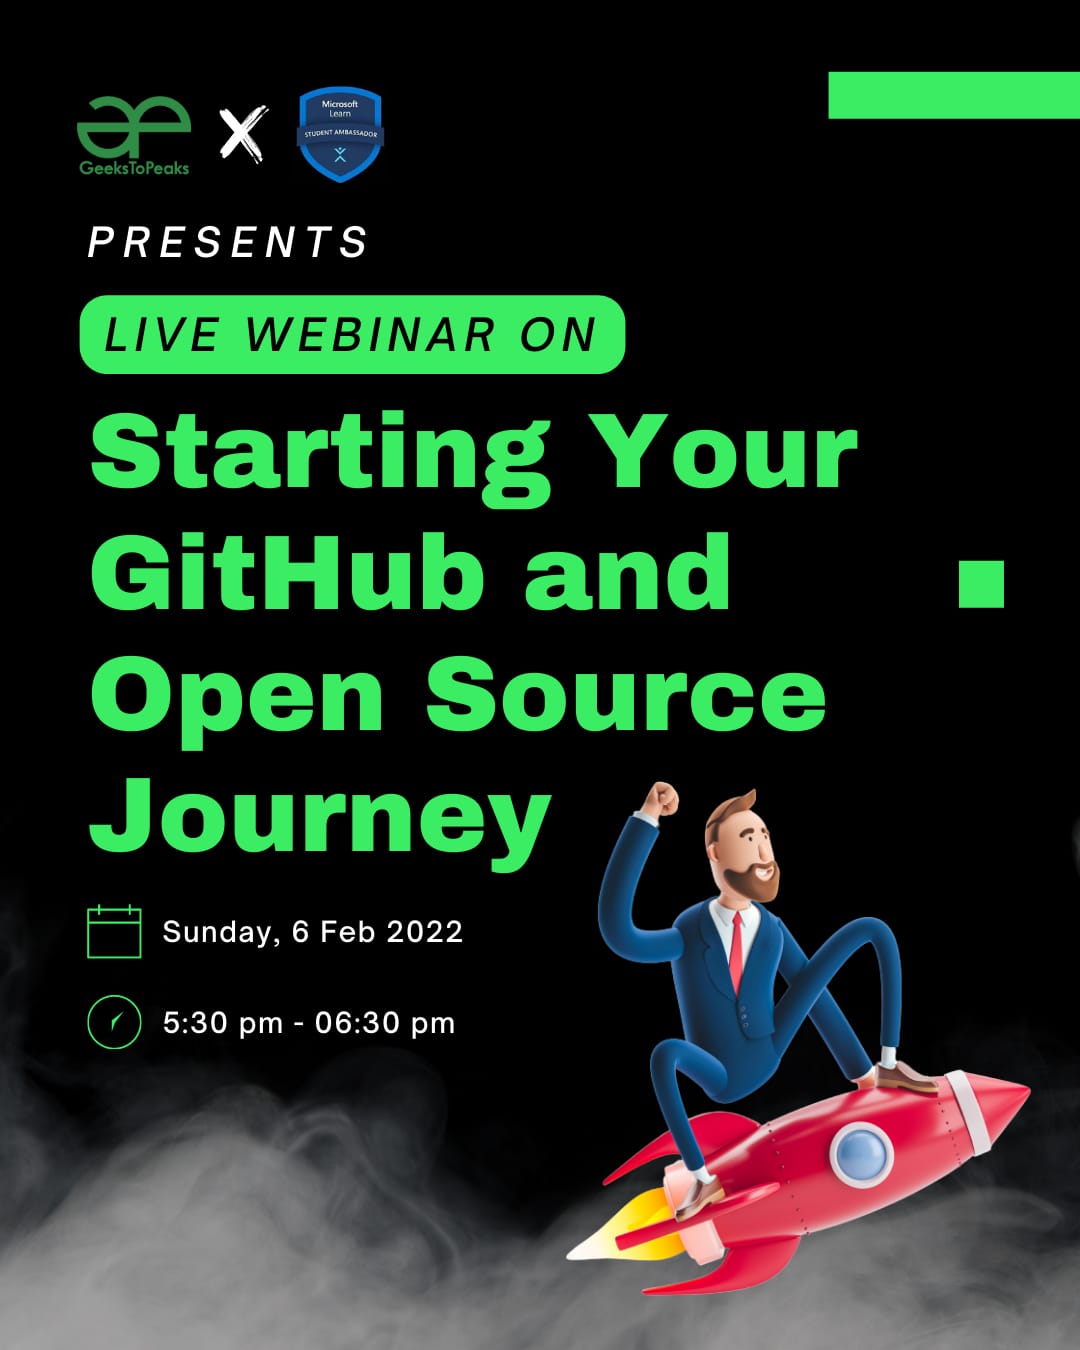 GeeksToPeaks
X
Microsoft
Learn
STUDENT AMBASSADOR
PRESENTS
LIVE WEBINAR ON
Starting Your
GitHub and
Open Source
Journey
Sunday, 6 Feb 2022
5:30 pm - 06:30 pm